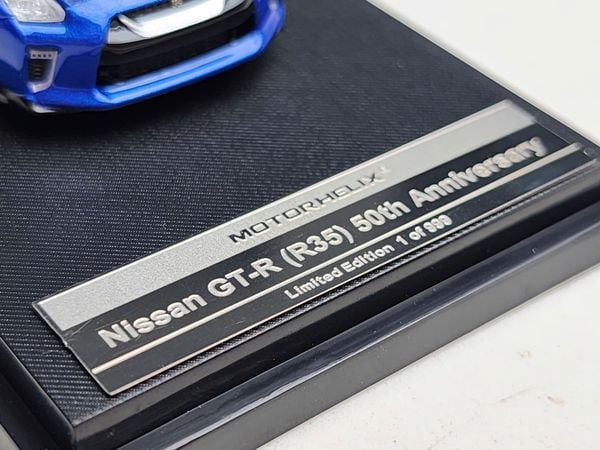 MOTORHELIX
Nissan GT-R (R35) 50th Anniversary
Limited Edition 1 of 999